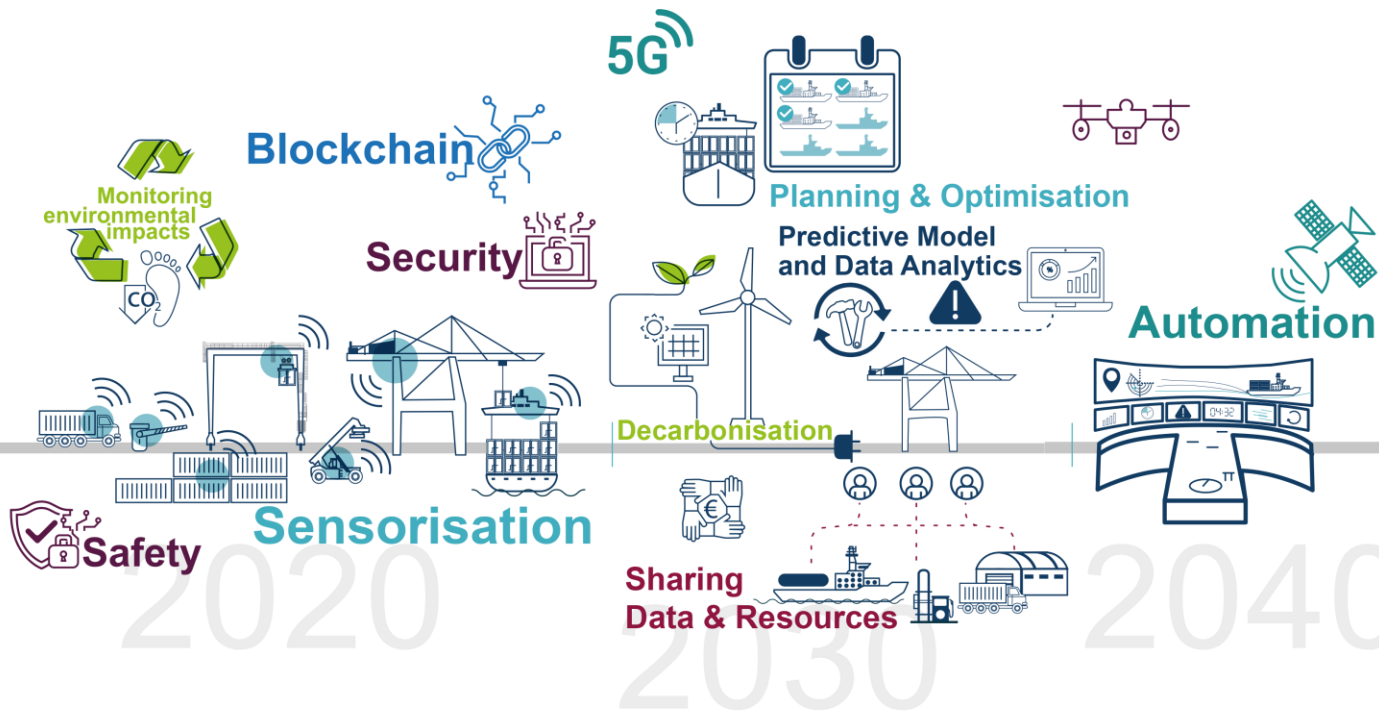 5G
Blockchain
Monitoring
environmental
impacts
CO2
Security
Planning & Optimisation
Predictive Model
and Data Analytics
Automation
04:32
Decarbonisation
€
Safety
Sensorisation
Sharing
Data & Resources
2020
2030
2040